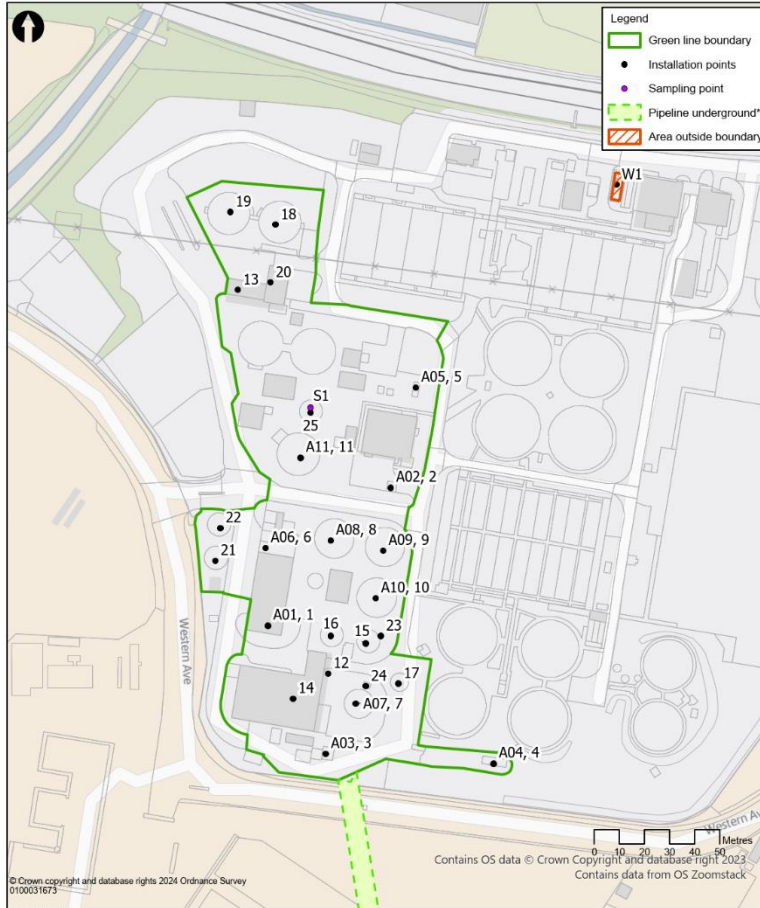 Legend
Green line boundary
Installation points
Sampling point
Pipeline underground*
Area outside boundary
W1
19
18
13
20
A05, 5
S1
25
A11, 11
A02, 2
22
21
A06, 6
A08, 8
A09, 9
A10, 10
A01, 1
16
15
23
12
14
24
17
A07, 7
A03, 3
A04, 4
Western Ave
Western Av
0 10 20 30 40 50 Metres
Contains OS data © Crown Copyright and database right 2023
Contains data from OS Zoomstack
© Crown copyright and database rights 2024 Ordnance Survey
0100031673